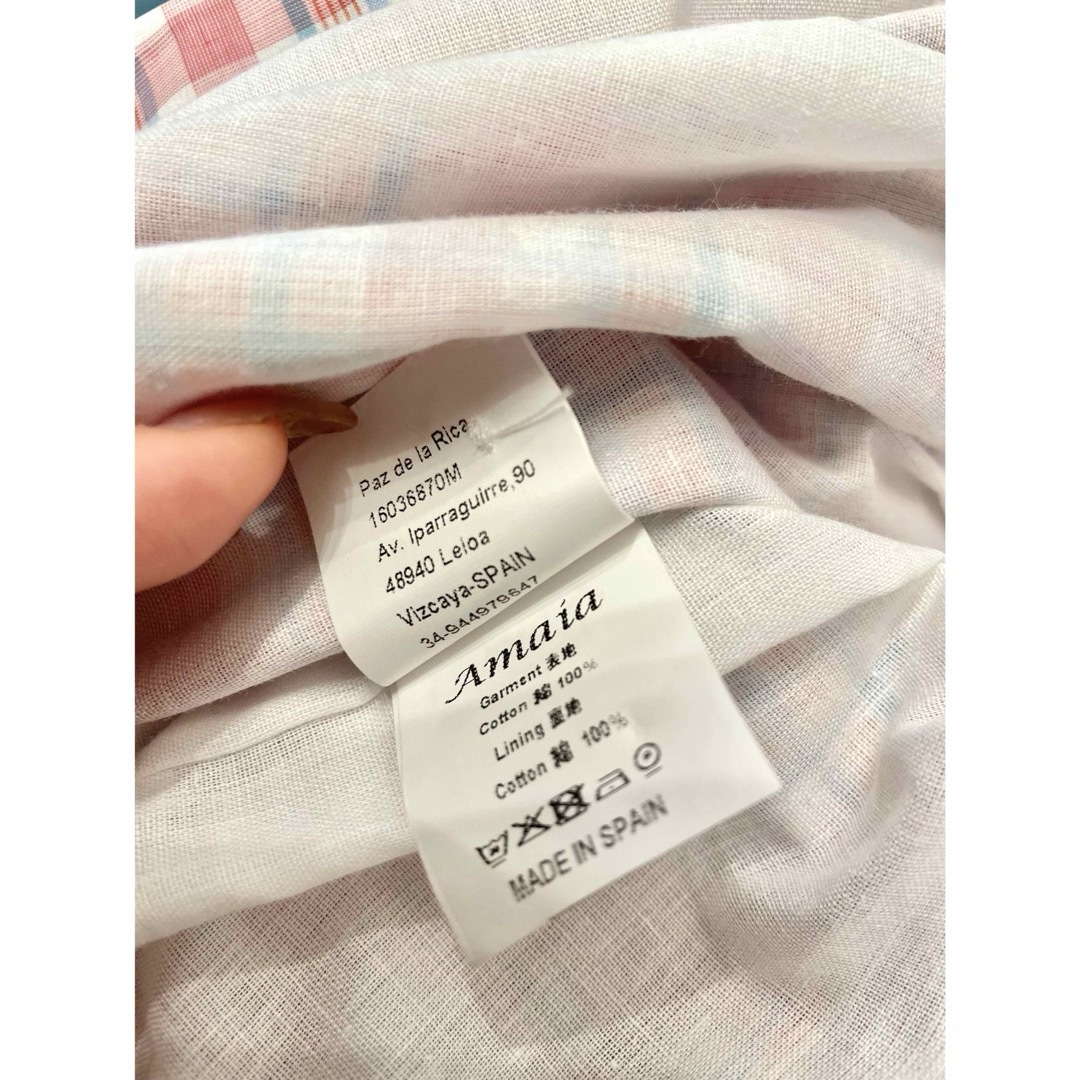 Paz de la Rica
16036870M
Av. Iparraguirre,90
48940 Leioa
Vizcaya-SPAIN
34-944979547
Amaia
Garment 表地
Cotton 綿 100%
Lining 裏地
Cotton 綿 100%
MADE IN SPAIN